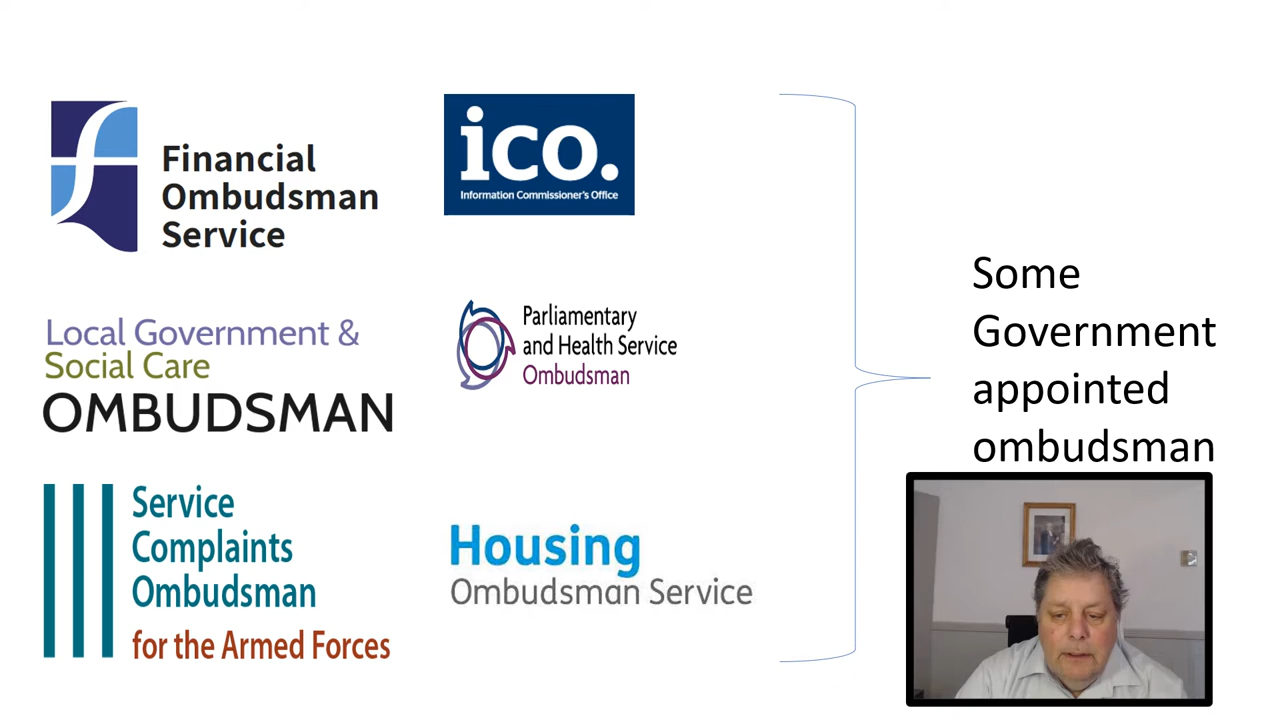 Financial
Ombudsman
Service
ico.
Information Commissioner's Office
Local Government &
Social Care
OMBUDSMAN
Parliamentary
and Health Service
Ombudsman
Service
Complaints
Ombudsman
for the Armed Forces
Housing
Ombudsman Service
Some
Government
appointed
ombudsman